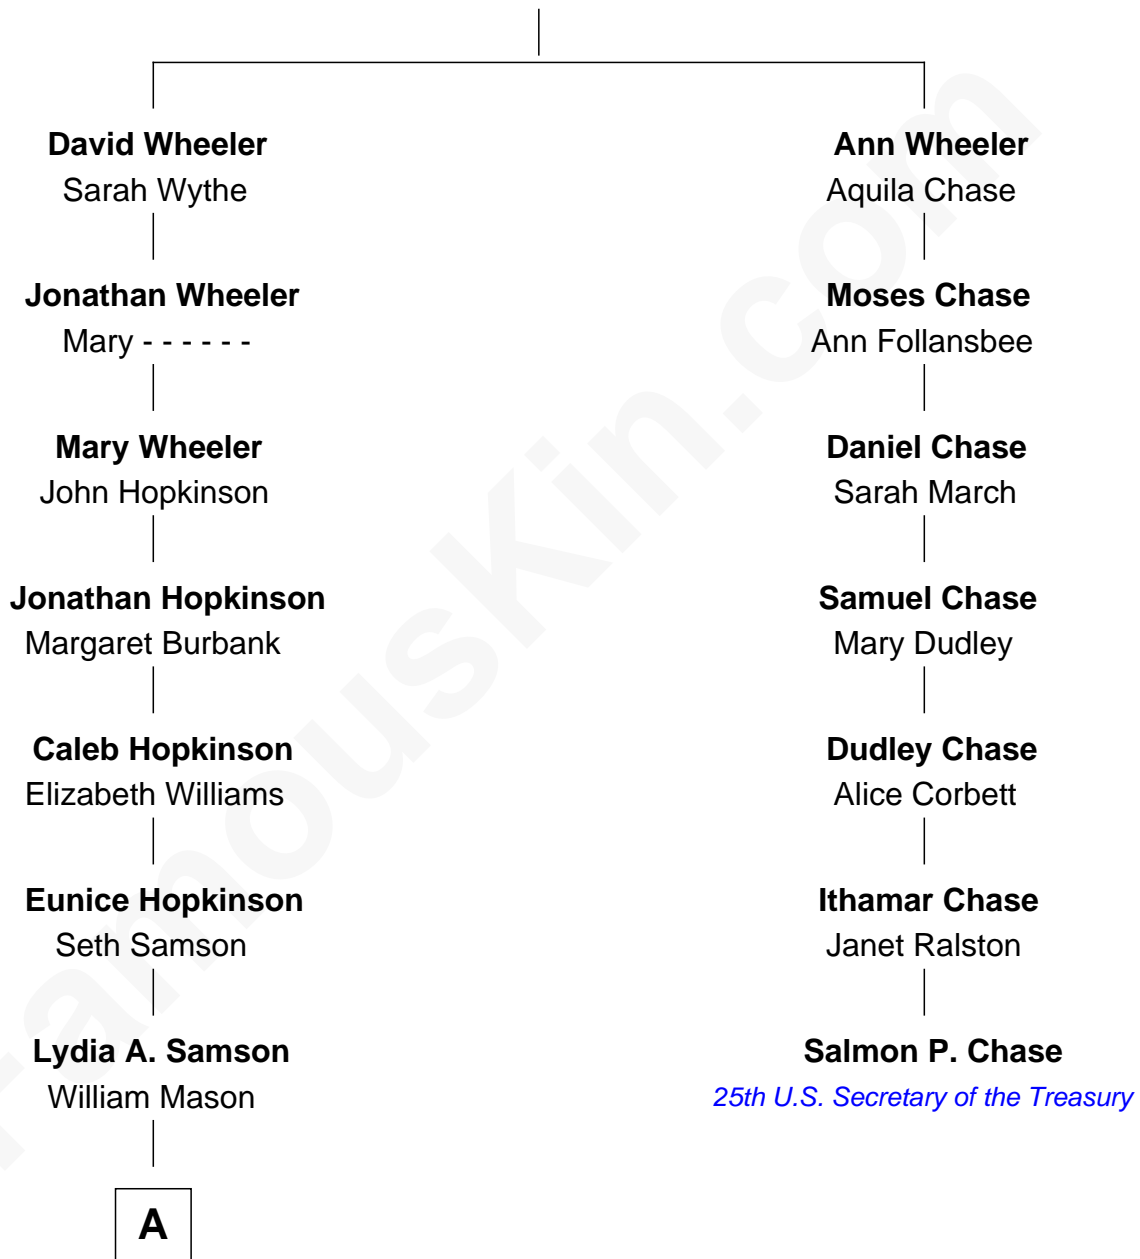 David Wheeler
Sarah Wythe
Jonathan Wheeler
Mary - - - - - -
Mary Wheeler
John Hopkinson
Jonathan Hopkinson
Margaret Burbank
Caleb Hopkinson
Elizabeth Williams
Eunice Hopkinson
Seth Samson
Lydia A. Samson
William Mason
A
Ann Wheeler
Aquila Chase
Moses Chase
Ann Follansbee
Daniel Chase
Sarah March
Samuel Chase
Mary Dudley
Dudley Chase
Alice Corbett
Ithamar Chase
Janet Ralston
Salmon P. Chase
25th U.S. Secretary of the Treasury
FamousKin.com